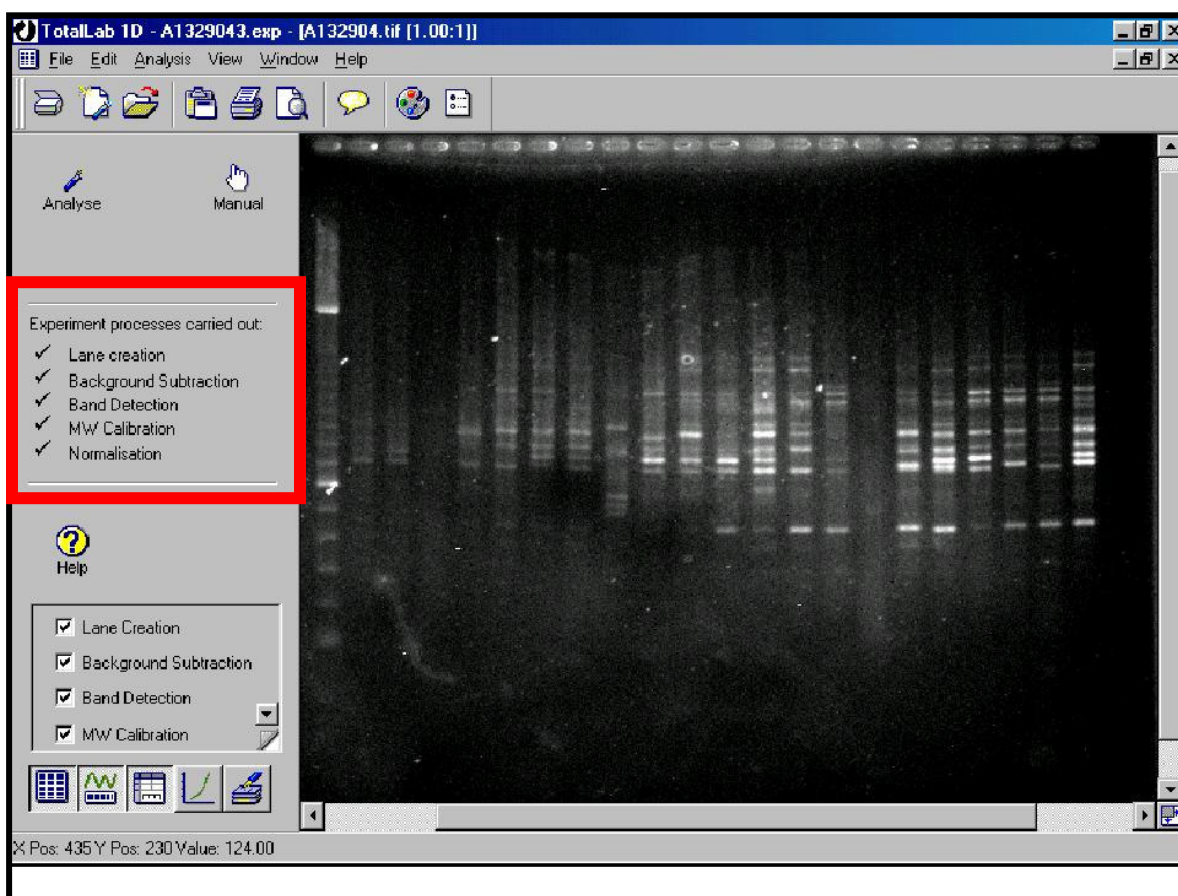 TotalLab 1D - A1329043.exp - [A132904.tif [1.00:1]]
File Edit Analysis View Window Help
Analyse Manual
Experiment processes carried out:
Lane creation
Background Subtraction
Band Detection
MW Calibration
Normalisation
Help
Lane Creation
Background Subtraction
Band Detection
MW Calibration
X Pos: 435 Y Pos: 230 Value: 124.00